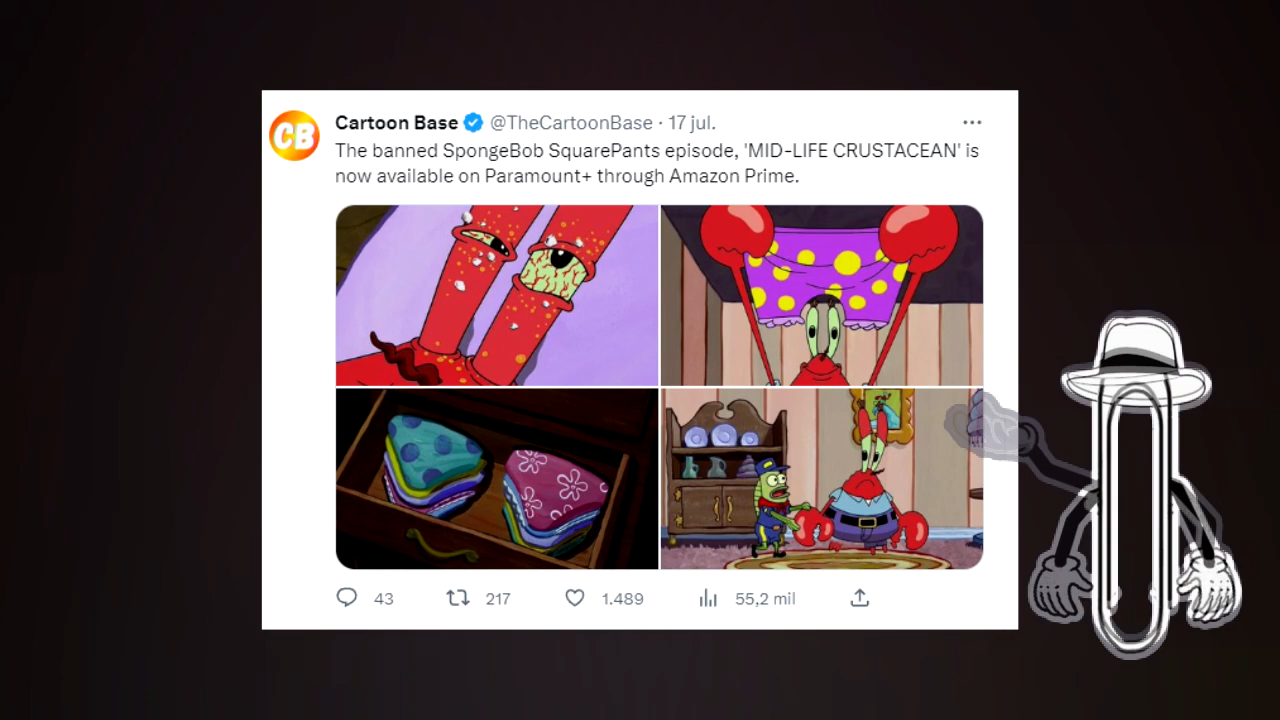 CB
Cartoon Base @TheCartoonBase · 17 jul.
The banned SpongeBob SquarePants episode, 'MID-LIFE CRUSTACEAN' is
now available on Paramount+ through Amazon Prime.
43 217 1.489 55,2 mil